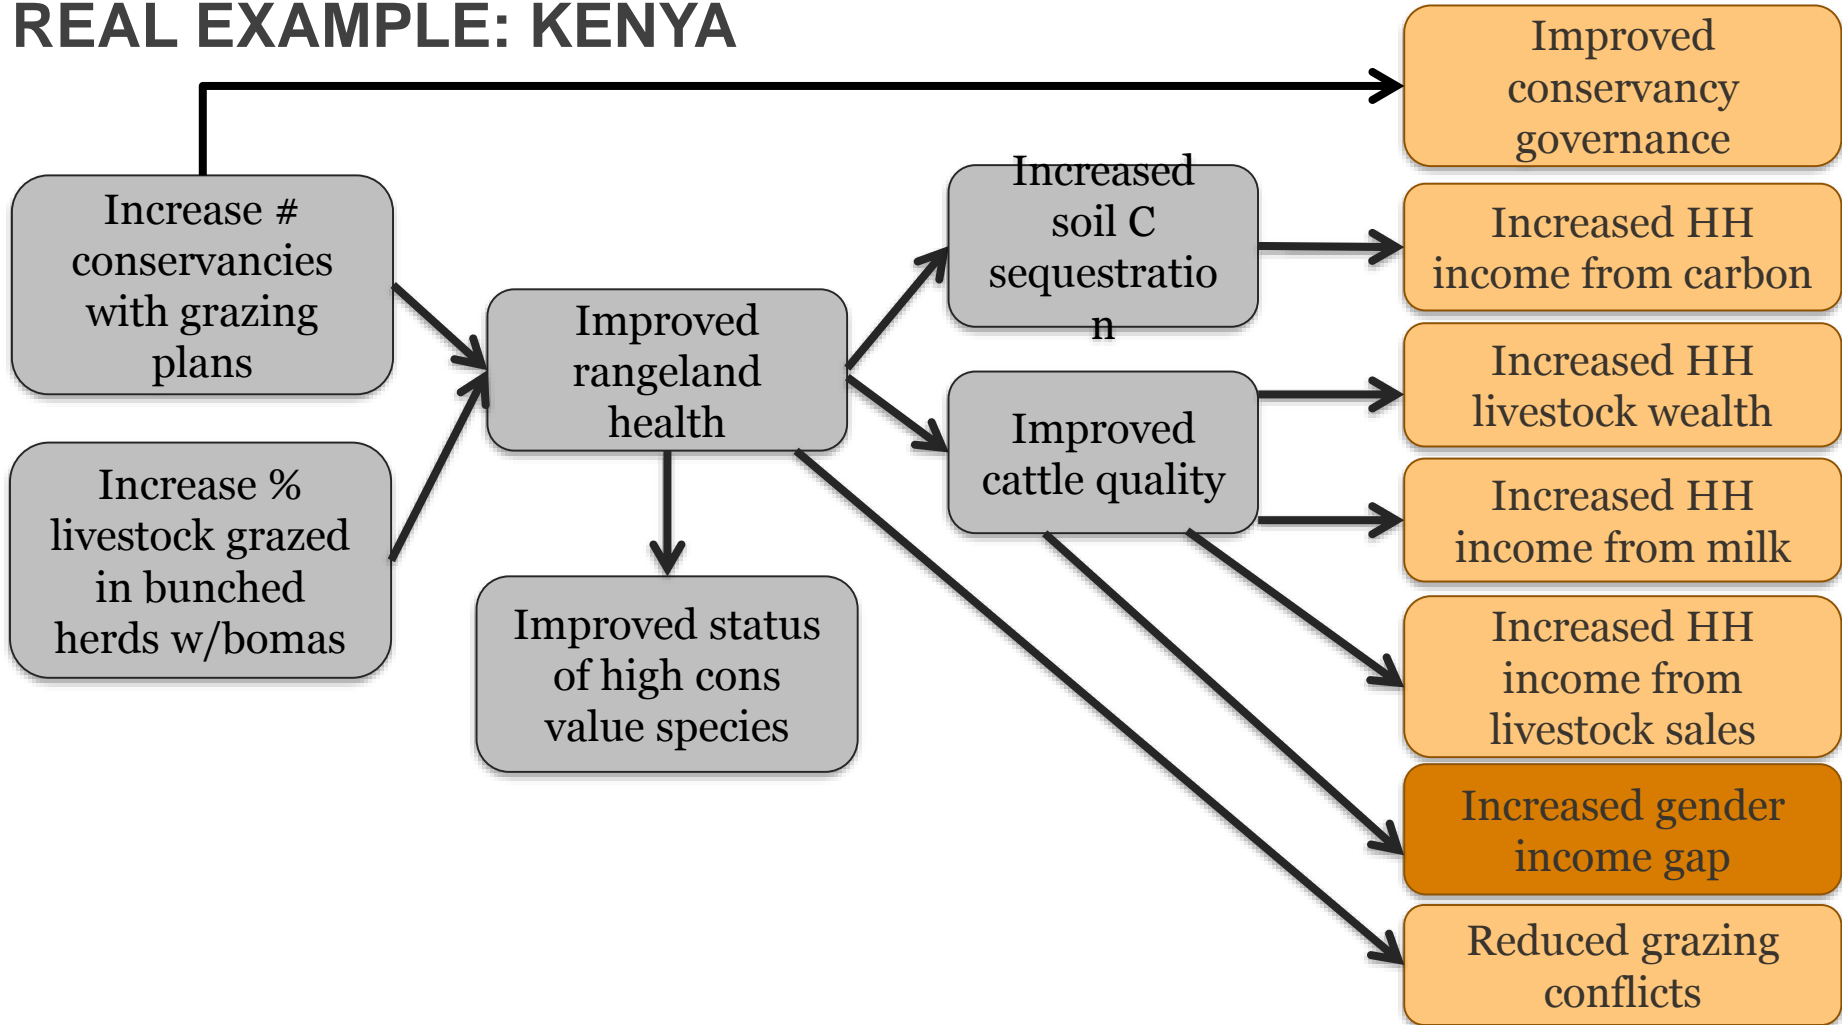 REAL EXAMPLE: KENYA
Improved
conservancy
governance
Increase #
conservancies
with grazing
plans
Increased
soil C
sequestratio
n
Increased HH
income from carbon
Improved
rangeland
health
Increased HH
livestock wealth
Improved
cattle quality
Increase %
livestock grazed
in bunched
herds w/bomas
Increased HH
income from milk
Improved status
of high cons
value species
Increased HH
income from
livestock sales
Increased gender
income gap
Reduced grazing
conflicts